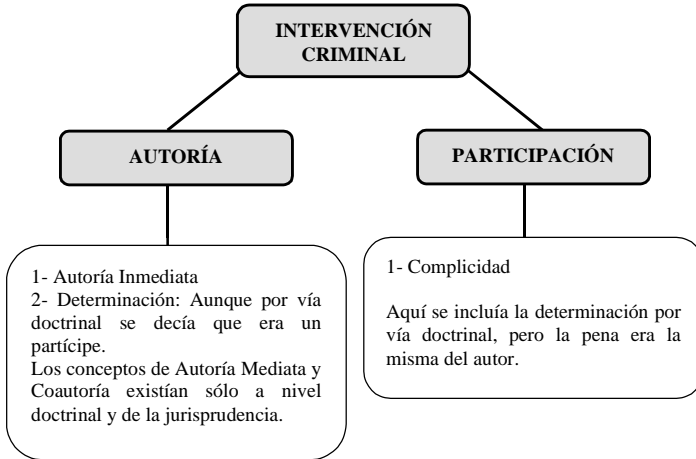 INTERVENCIÓN
CRIMINAL
AUTORÍA
PARTICIPACIÓN
1- Autoría Inmediata
2- Determinación: Aunque por vía
doctrinal se decía que era un
partícipe.
Los conceptos de Autoría Mediata y
Coautoría existían sólo a nivel
doctrinal y de la jurisprudencia.
1- Complicidad
Aquí se incluía la determinación por
vía doctrinal, pero la pena era la
misma del autor.